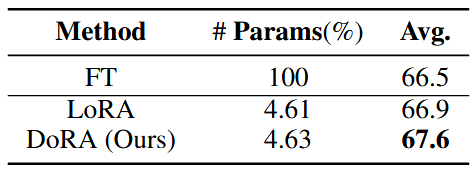 Method # Params(%) Avg.
FT 100 66.5
LoRA 4.61 66.9
DoRA (Ours) 4.63 67.6